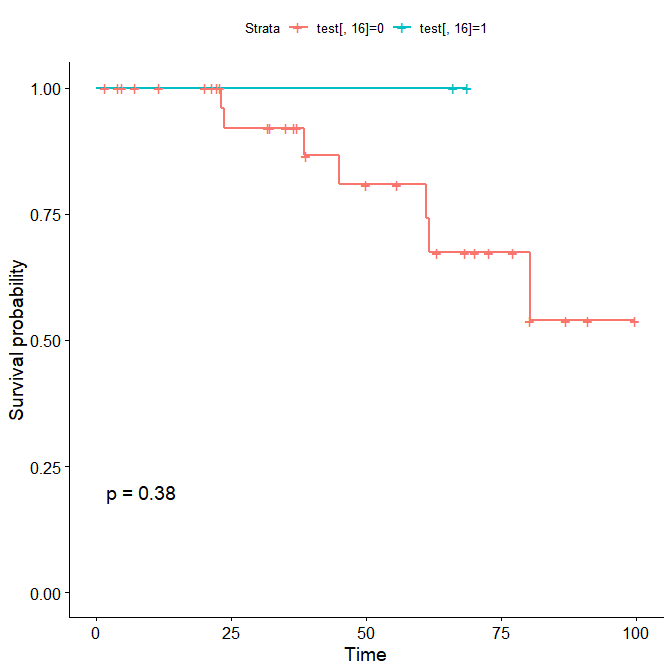 Strata test[, 16]=0 test[, 16]=1
Survival probability
1.00
0.75
0.50
0.25
0.00
p = 0.38
0 25 50 75 100
Time